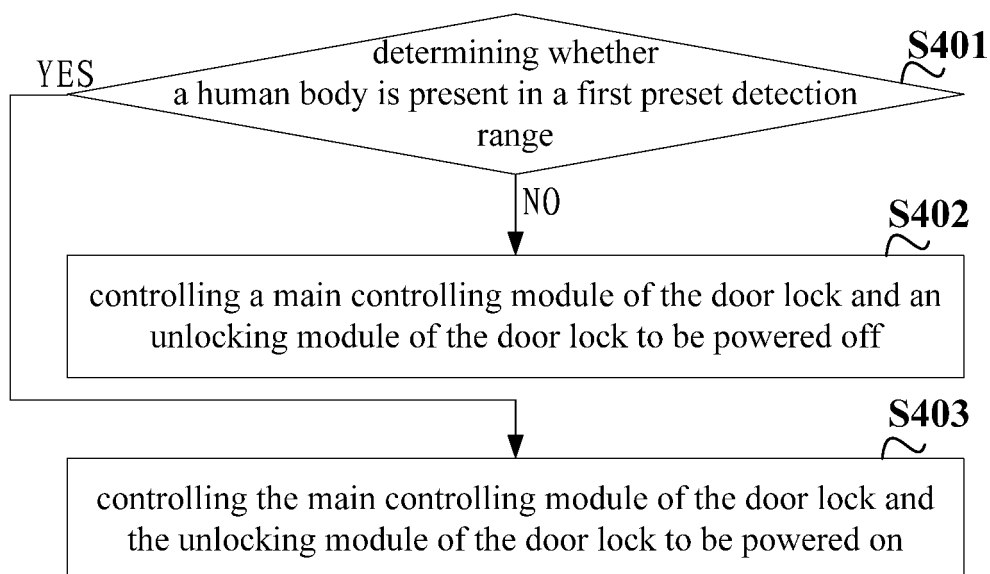 determining whether
S401
YES
a human body is present in a first preset detection
range
NO
S402
controlling a main controlling module of the door lock and an
unlocking module of the door lock to be powered off
S403
controlling the main controlling module of the door lock and
the unlocking module of the door lock to be powered on